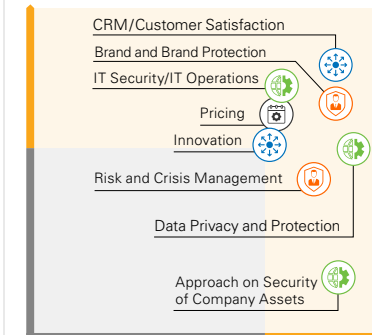 CRM/Customer Satisfaction
Brand and Brand Protection
IT Security/IT Operations
Pricing
Innovation
Risk and Crisis Management
Data Privacy and Protection
Approach on Security
of Company Assets